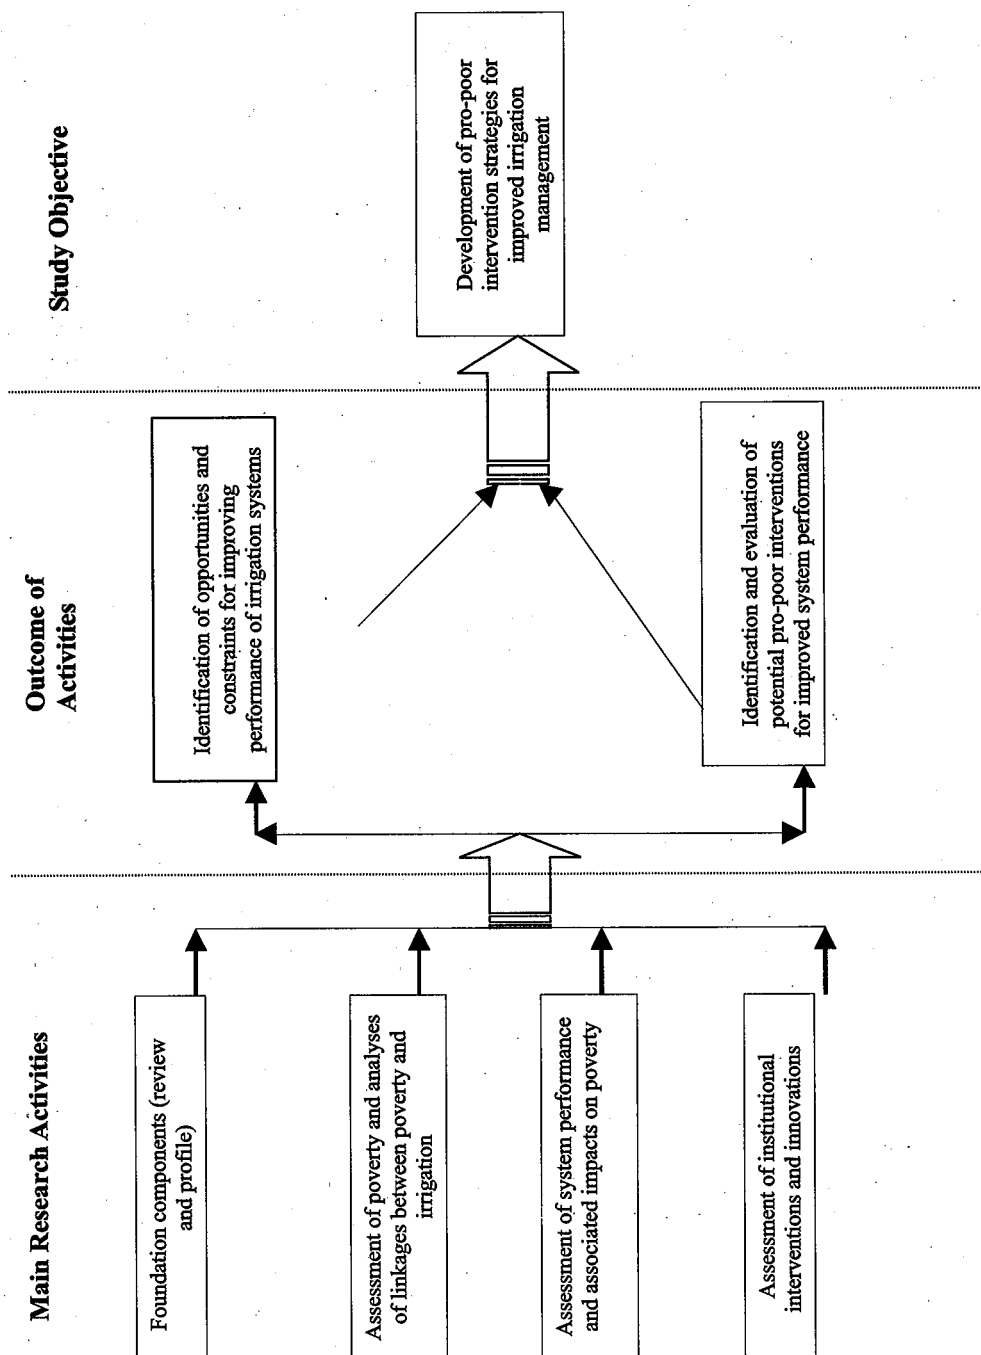 Main Research Activities
Foundation components (review
and profile)
Assessment of poverty and analyses
of linkages between poverty and
irrigation
Assessment of system performance
and associated impacts on poverty
Assessment of institutional
interventions and innovations
Outcome of
Activities
Identification of opportunities and
constraints for improving
performance of irrigation systems
Identification and evaluation of
potential pro-poor interventions
for improved system performance
Study Objective
Development of pro-poor
intervention strategies for
improved irrigation
management